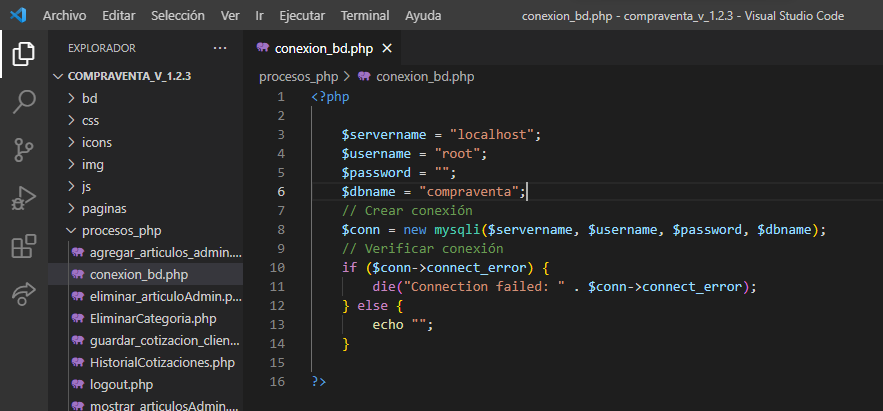 Archivo Editar Selección Ver Ir Ejecutar Terminal Ayuda conexion_bd.php - compraventa_v_1.2.3 - Visual Studio Code
EXPLORADOR ...
COMPRAVENTA_V_1.2.3
bd
css
icons
img
js
paginas
procesos_php
agregar_articulos_admin....
conexion_bd.php
eliminar_articuloAdmin.p...
EliminarCategoria.php
guardar_cotizacion_clien...
HistorialCotizaciones.php
logout.php
mostrar_articulosAdmin....
conexion_bd.php ×
procesos_php > conexion_bd.php
1 <?php
2
3 $servername = "localhost";
4 $username = "root";
5 $password = "";
6 $dbname = "compraventa";
7 // Crear conexión
8 $conn = new mysqli($servername, $username, $password, $dbname);
9 // Verificar conexión
10 if ($conn->connect_error) {
11 die("Connection failed: " . $conn->connect_error);
12 } else {
13 echo "";
14 }
15
16 ?>